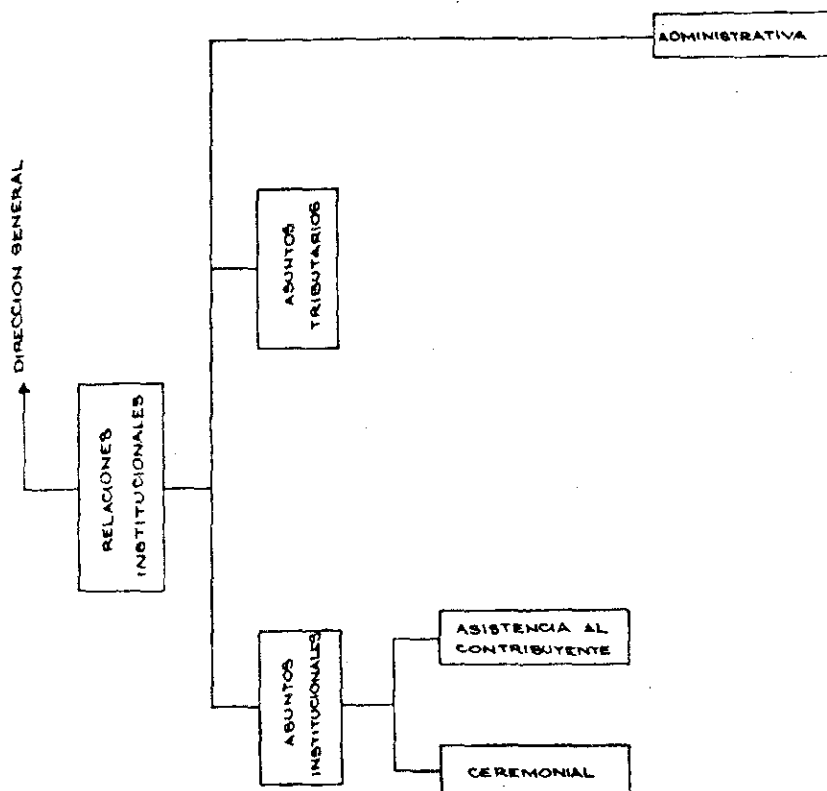 DIRECCION GENERAL
RELACIONES
INSTITUCIONALES
ASUNTOS
INSTITUCIONALES
ASUNTOS
TRIBUTARIOS
ADMINISTRATIVA
CEREMONIAL
ASISTENCIA AL
CONTRIBUYENTE